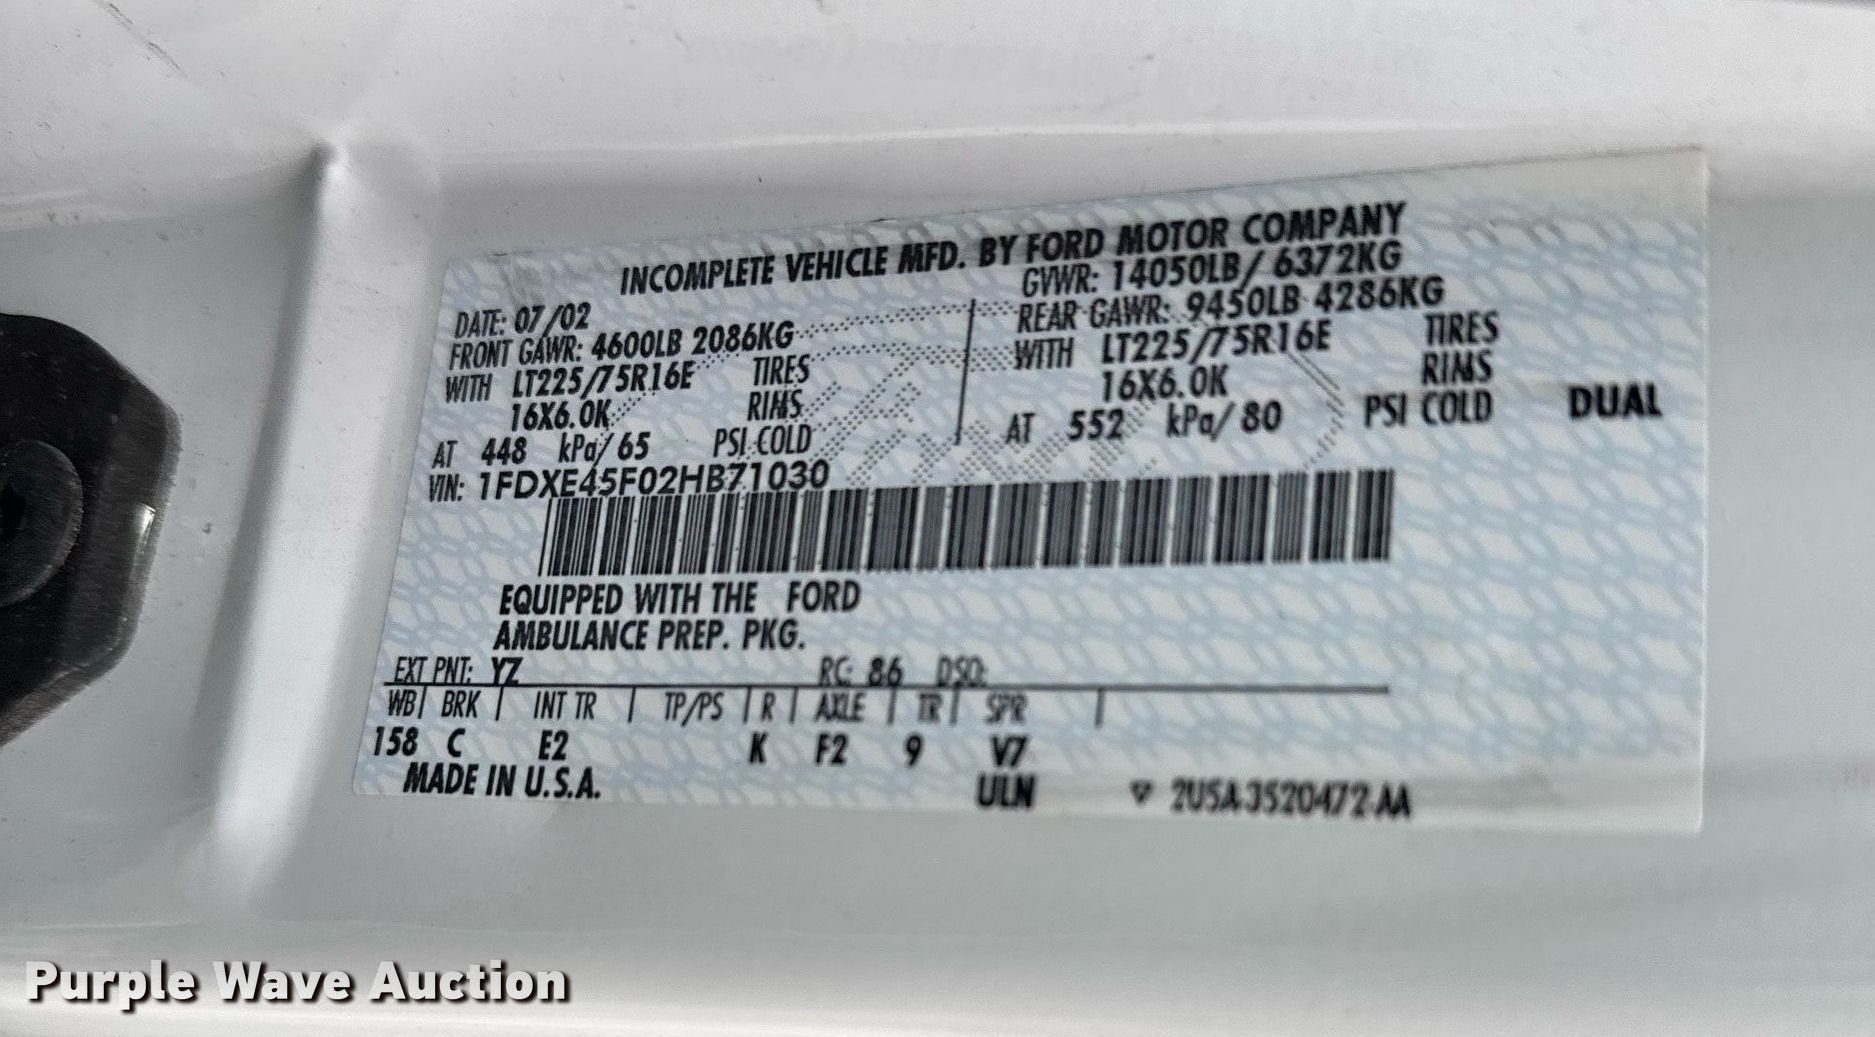 INCOMPLETE VEHICLE MFD. BY FORD MOTOR COMPANY
DATE: 07/02 GVWR: 14050LB/ 6372KG
FRONT GAWR: 4600LB 2086KG REAR GAWR: 9450LB 4286KG
WITH LT225/75R16E TIRES WITH LT225/75R16E TIRES
16X6.0K RIMS 16X6.0K RIMS
AT 448 kPa/ 65 PSI COLD AT 552 kPa/ 80 PSI COLD DUAL
VIN: 1FDXE45F02HB71030
EQUIPPED WITH THE FORD
AMBULANCE PREP. PKG.
EXT PNT: YZ RC: 86 DSO:
WB | BRK | INT TR | TP/PS | R | AXLE | TR | SPR |
158 C E2 K F2 9 V7
MADE IN U.S.A. ULN ▽ 2U5A-3520472-AA
Purple Wave Auction